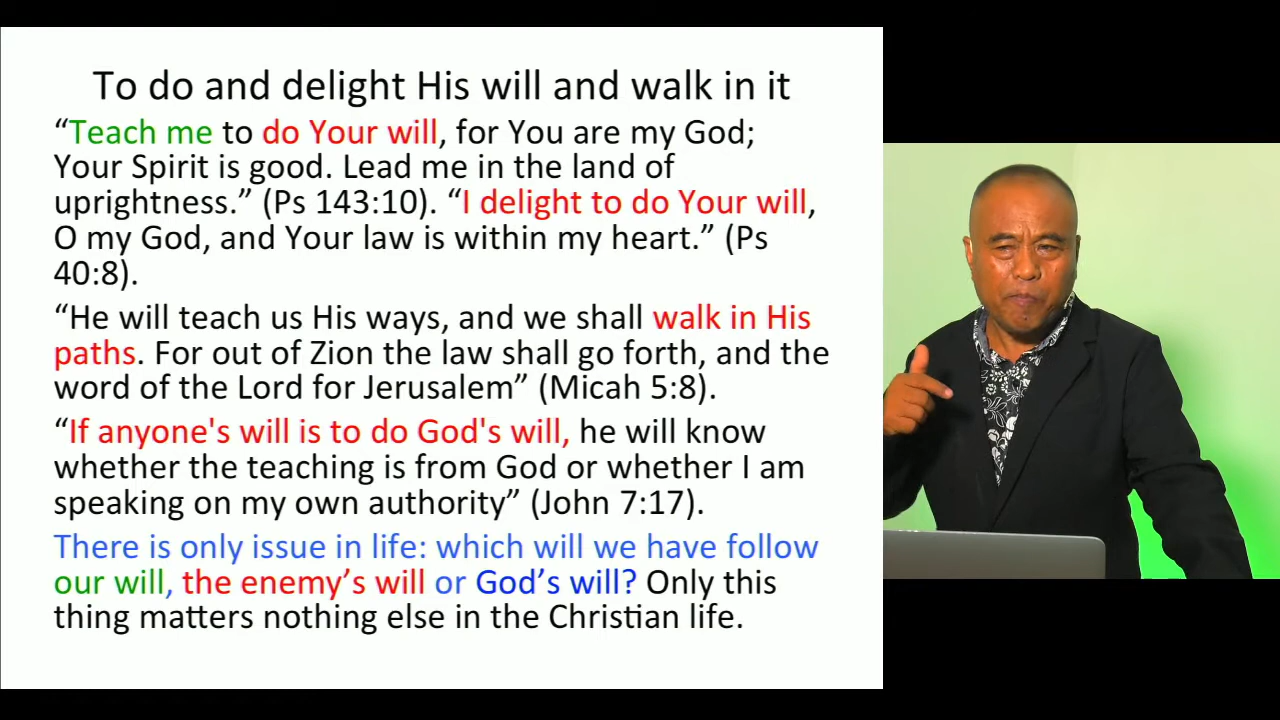 To do and delight His will and walk in it
“Teach me to do Your will, for You are my God;
Your Spirit is good. Lead me in the land of
uprightness.” (Ps 143:10). “I delight to do Your will,
O my God, and Your law is within my heart.” (Ps
40:8).
“He will teach us His ways, and we shall walk in His
paths. For out of Zion the law shall go forth, and the
word of the Lord for Jerusalem” (Micah 5:8).
“If anyone's will is to do God's will, he will know
whether the teaching is from God or whether I am
speaking on my own authority” (John 7:17).
There is only issue in life: which will we have follow
our will, the enemy’s will or God’s will? Only this
thing matters nothing else in the Christian life.